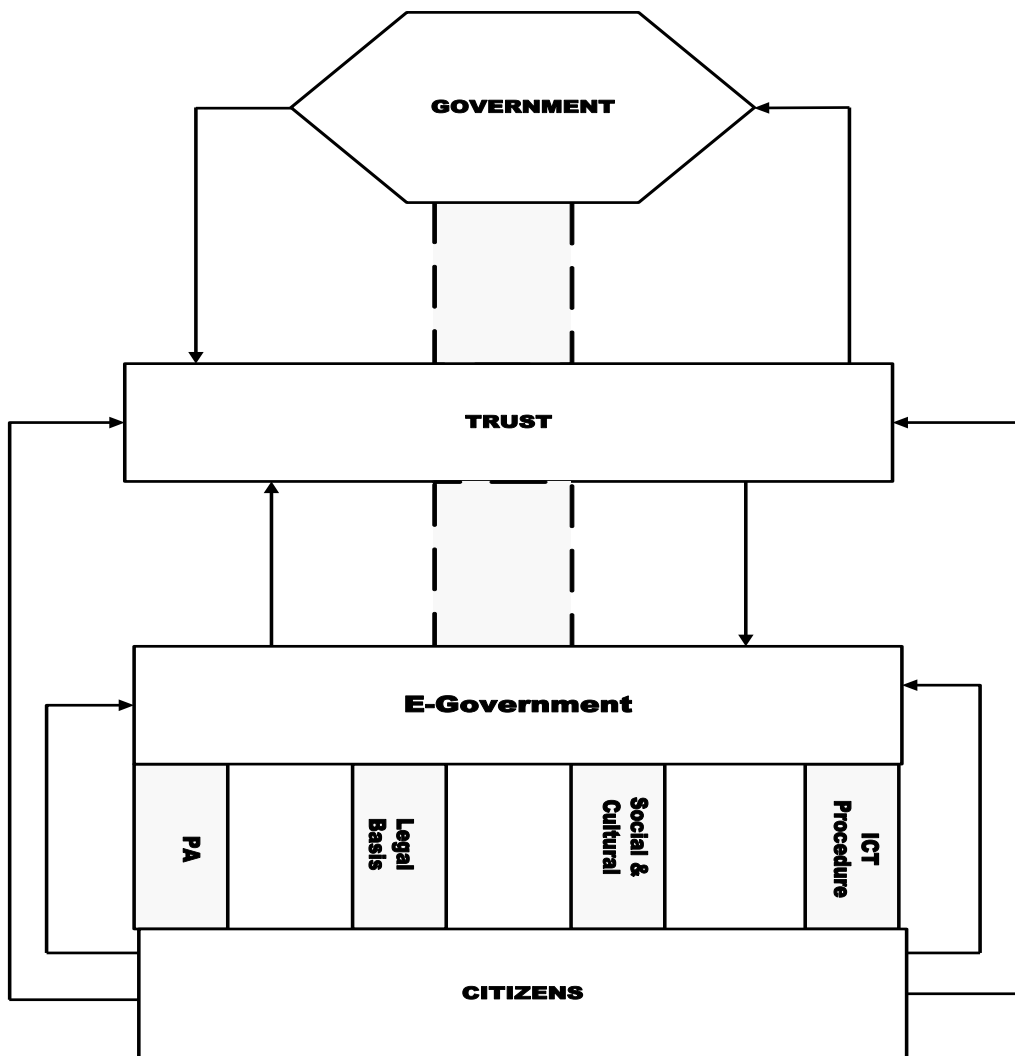 GOVERNMENT
TRUST
E-Government
PA
Legal
Basis
Social &
Cultural
ICT
Procedure
CITIZENS